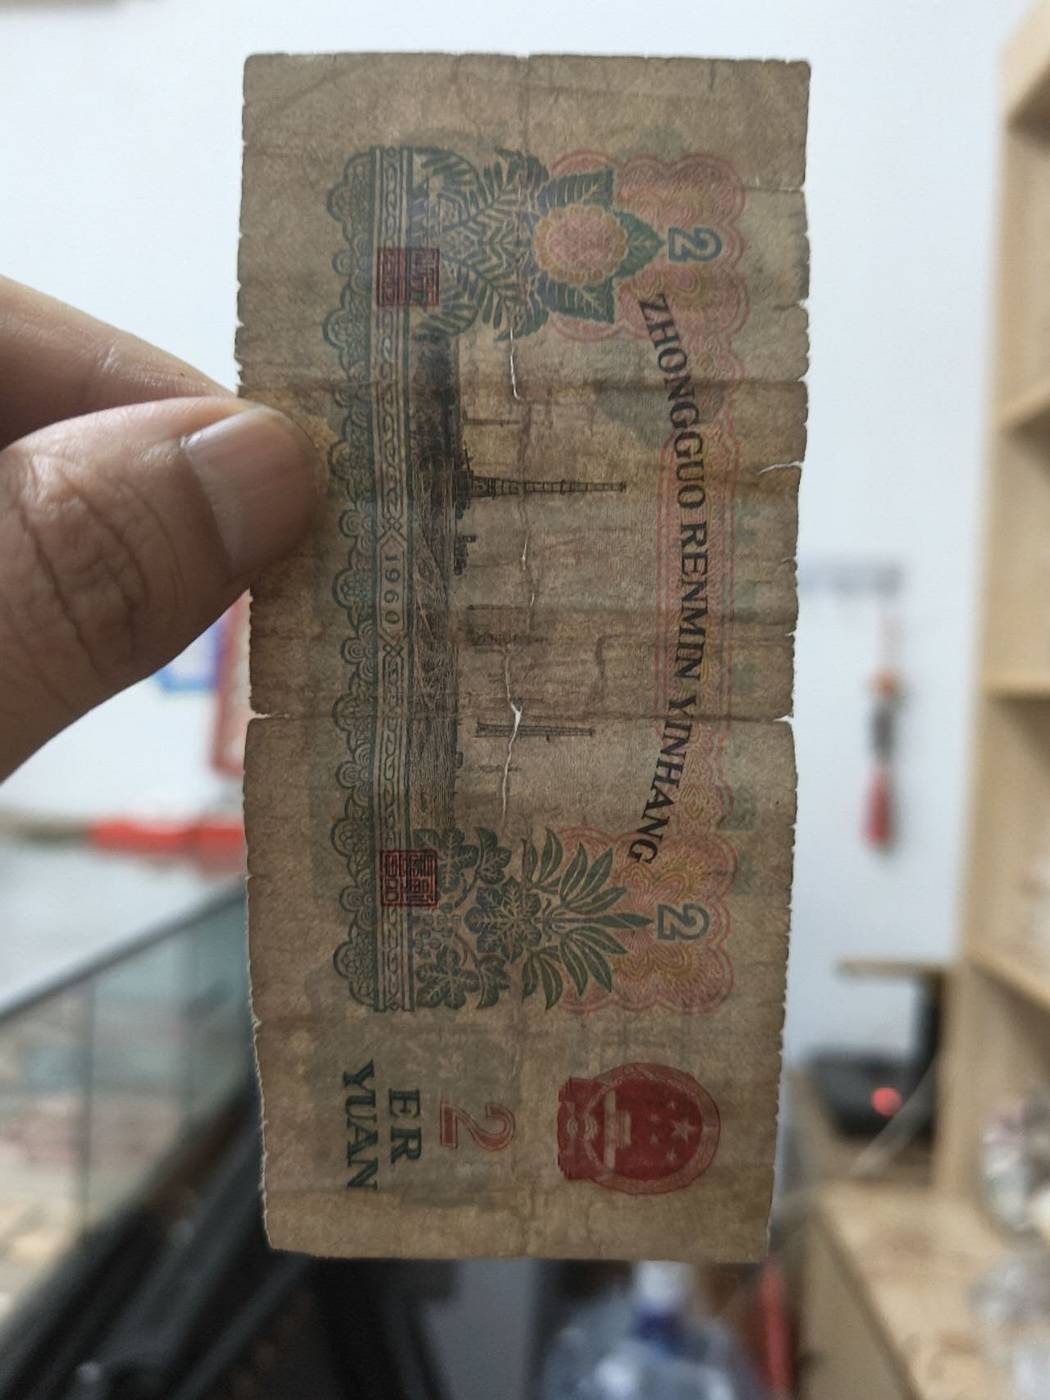 ZHONGGUO RENMIN YINHANG
2
2
2
ER
YUAN
1960